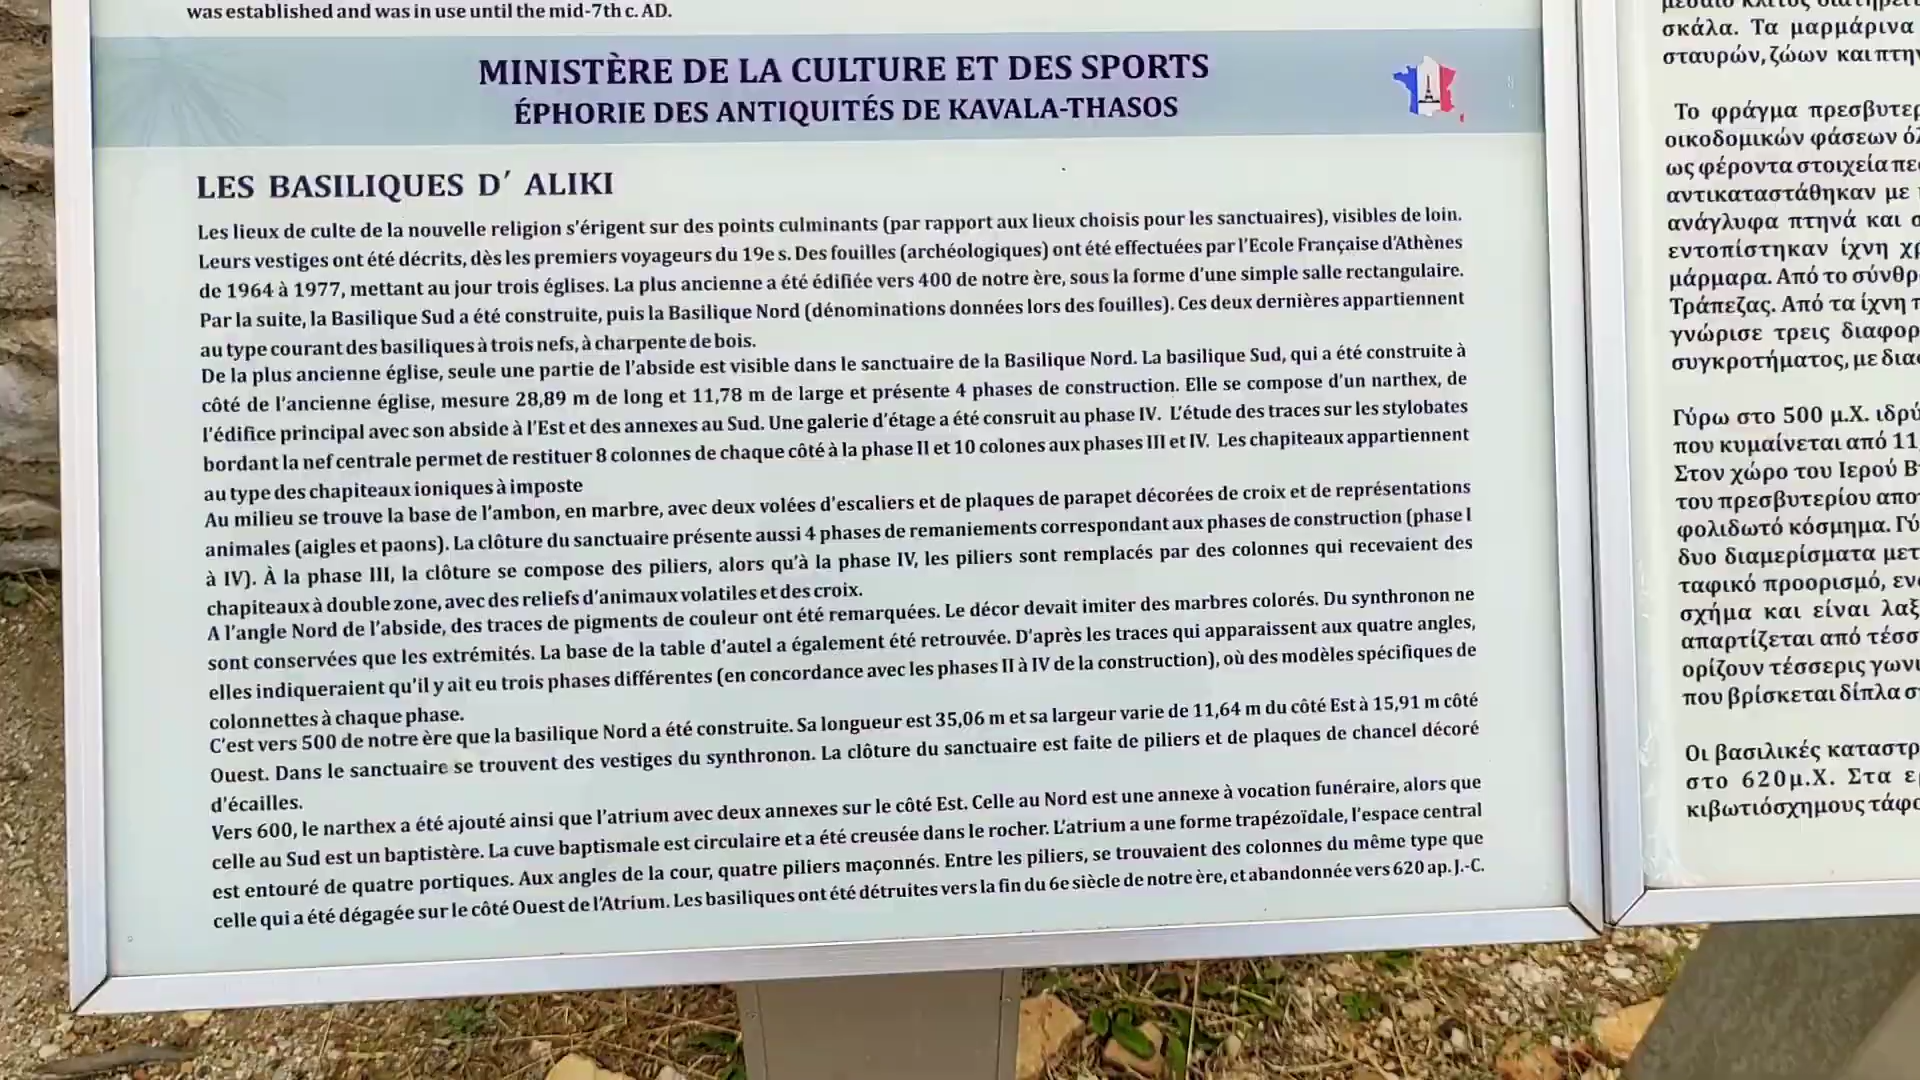 was established and was in use until the mid-7th c. AD.
MINISTÈRE DE LA CULTURE ET DES SPORTS
ÉPHORIE DES ANTIQUITÉS DE KAVALA-THASOS
LES BASILIQUES D΄ ALIKI
Les lieux de culte de la nouvelle religion s'érigent sur des points culminants (par rapport aux lieux choisis pour les sanctuaires), visibles de loin.
Leurs vestiges ont été décrits, dès les premiers voyageurs du 19e s. Des fouilles (archéologiques) ont été effectuées par l'Ecole Française d'Athènes
de 1964 à 1977, mettant au jour trois églises. La plus ancienne a été édifiée vers 400 de notre ère, sous la forme d'une simple salle rectangulaire.
Par la suite, la Basilique Sud a été construite, puis la Basilique Nord (dénominations données lors des fouilles). Ces deux dernières appartiennent
au type courant des basiliques à trois nefs, à charpente de bois.
De la plus ancienne église, seule une partie de l'abside est visible dans le sanctuaire de la Basilique Nord. La basilique Sud, qui a été construite à
côté de l'ancienne église, mesure 28,89 m de long et 11,78 m de large et présente 4 phases de construction. Elle se compose d'un narthex, de
l'édifice principal avec son abside à l'Est et des annexes au Sud. Une galerie d'étage a été consruit au phase IV. L'étude des traces sur les stylobates
bordant la nef centrale permet de restituer 8 colonnes de chaque côté à la phase II et 10 colones aux phases III et IV. Les chapiteaux appartiennent
au type des chapiteaux ioniques à imposte
Au milieu se trouve la base de l'ambon, en marbre, avec deux volées d'escaliers et de plaques de parapet décorées de croix et de représentations
animales (aigles et paons). La clôture du sanctuaire présente aussi 4 phases de remaniements correspondant aux phases de construction (phase I
à IV). À la phase III, la clôture se compose des piliers, alors qu'à la phase IV, les piliers sont remplacés par des colonnes qui recevaient des
chapiteaux à double zone, avec des reliefs d'animaux volatiles et des croix.
A l'angle Nord de l'abside, des traces de pigments de couleur ont été remarquées. Le décor devait imiter des marbres colorés. Du synthronon ne
sont conservées que les extrémités. La base de la table d'autel a également été retrouvée. D'après les traces qui apparaissent aux quatre angles,
elles indiqueraient qu'il y ait eu trois phases différentes (en concordance avec les phases II à IV de la construction), où des modèles spécifiques de
colonnettes à chaque phase.
C'est vers 500 de notre ère que la basilique Nord a été construite. Sa longueur est 35,06 m et sa largeur varie de 11,64 m du côté Est à 15,91 m côté
Ouest. Dans le sanctuaire se trouvent des vestiges du synthronon. La clôture du sanctuaire est faite de piliers et de plaques de chancel décoré
d'écailles.
Vers 600, le narthex a été ajouté ainsi que l'atrium avec deux annexes sur le côté Est. Celle au Nord est une annexe à vocation funéraire, alors que
celle au Sud est un baptistère. La cuve baptismale est circulaire et a été creusée dans le rocher. L'atrium a une forme trapézoïdale, l'espace central
est entouré de quatre portiques. Aux angles de la cour, quatre piliers maçonnés. Entre les piliers, se trouvaient des colonnes du même type que
celle qui a été dégagée sur le côté Ouest de l'Atrium. Les basiliques ont été détruites vers la fin du 6e siècle de notre ère, et abandonnée vers 620 ap. J.-C.
σκάλα. Τα μαρμάρινα
σταυρών, ζώων και
Το φράγμα
οικοδομικών φάσεων
ως φέροντα στοιχεία
αντικαταστάθηκαν με
ανάγλυφα πτηνά και
εντοπίστηκαν ίχνη
μάρμαρα. Από το
Τράπεζας. Από τα ίχνη
γνώρισε τρεις
συγκροτήματος, με
Γύρω στο 500 μ.Χ.
που κυμαίνεται από 11,
Στον χώρο του Ιερού
του πρεσβυτερίου
φολιδωτό κόσμημα.
δυο διαμερίσματα
ταφικό προορισμό,
σχήμα και είναι
απαρτίζεται από
ορίζουν τέσσερις
που βρίσκεται δίπλα
Οι βασιλικές
στο 620μ.Χ. Στα
κιβωτιόσχημους